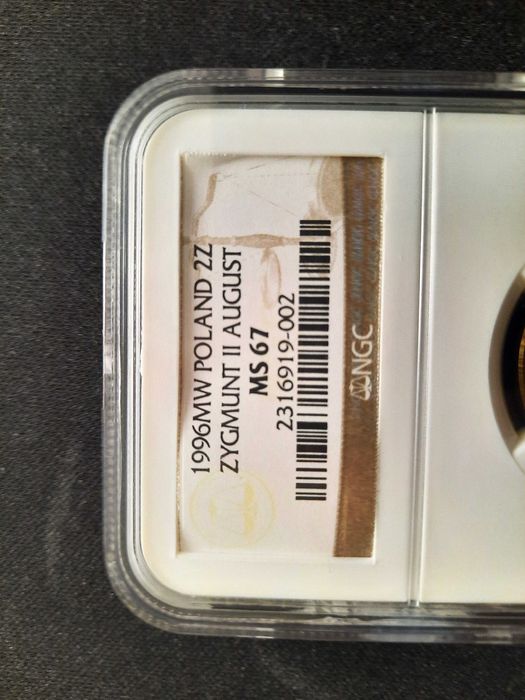 1996MW POLAND 2Z
ZYGMUNT II AUGUST
MS 67
2316919-002
NGC